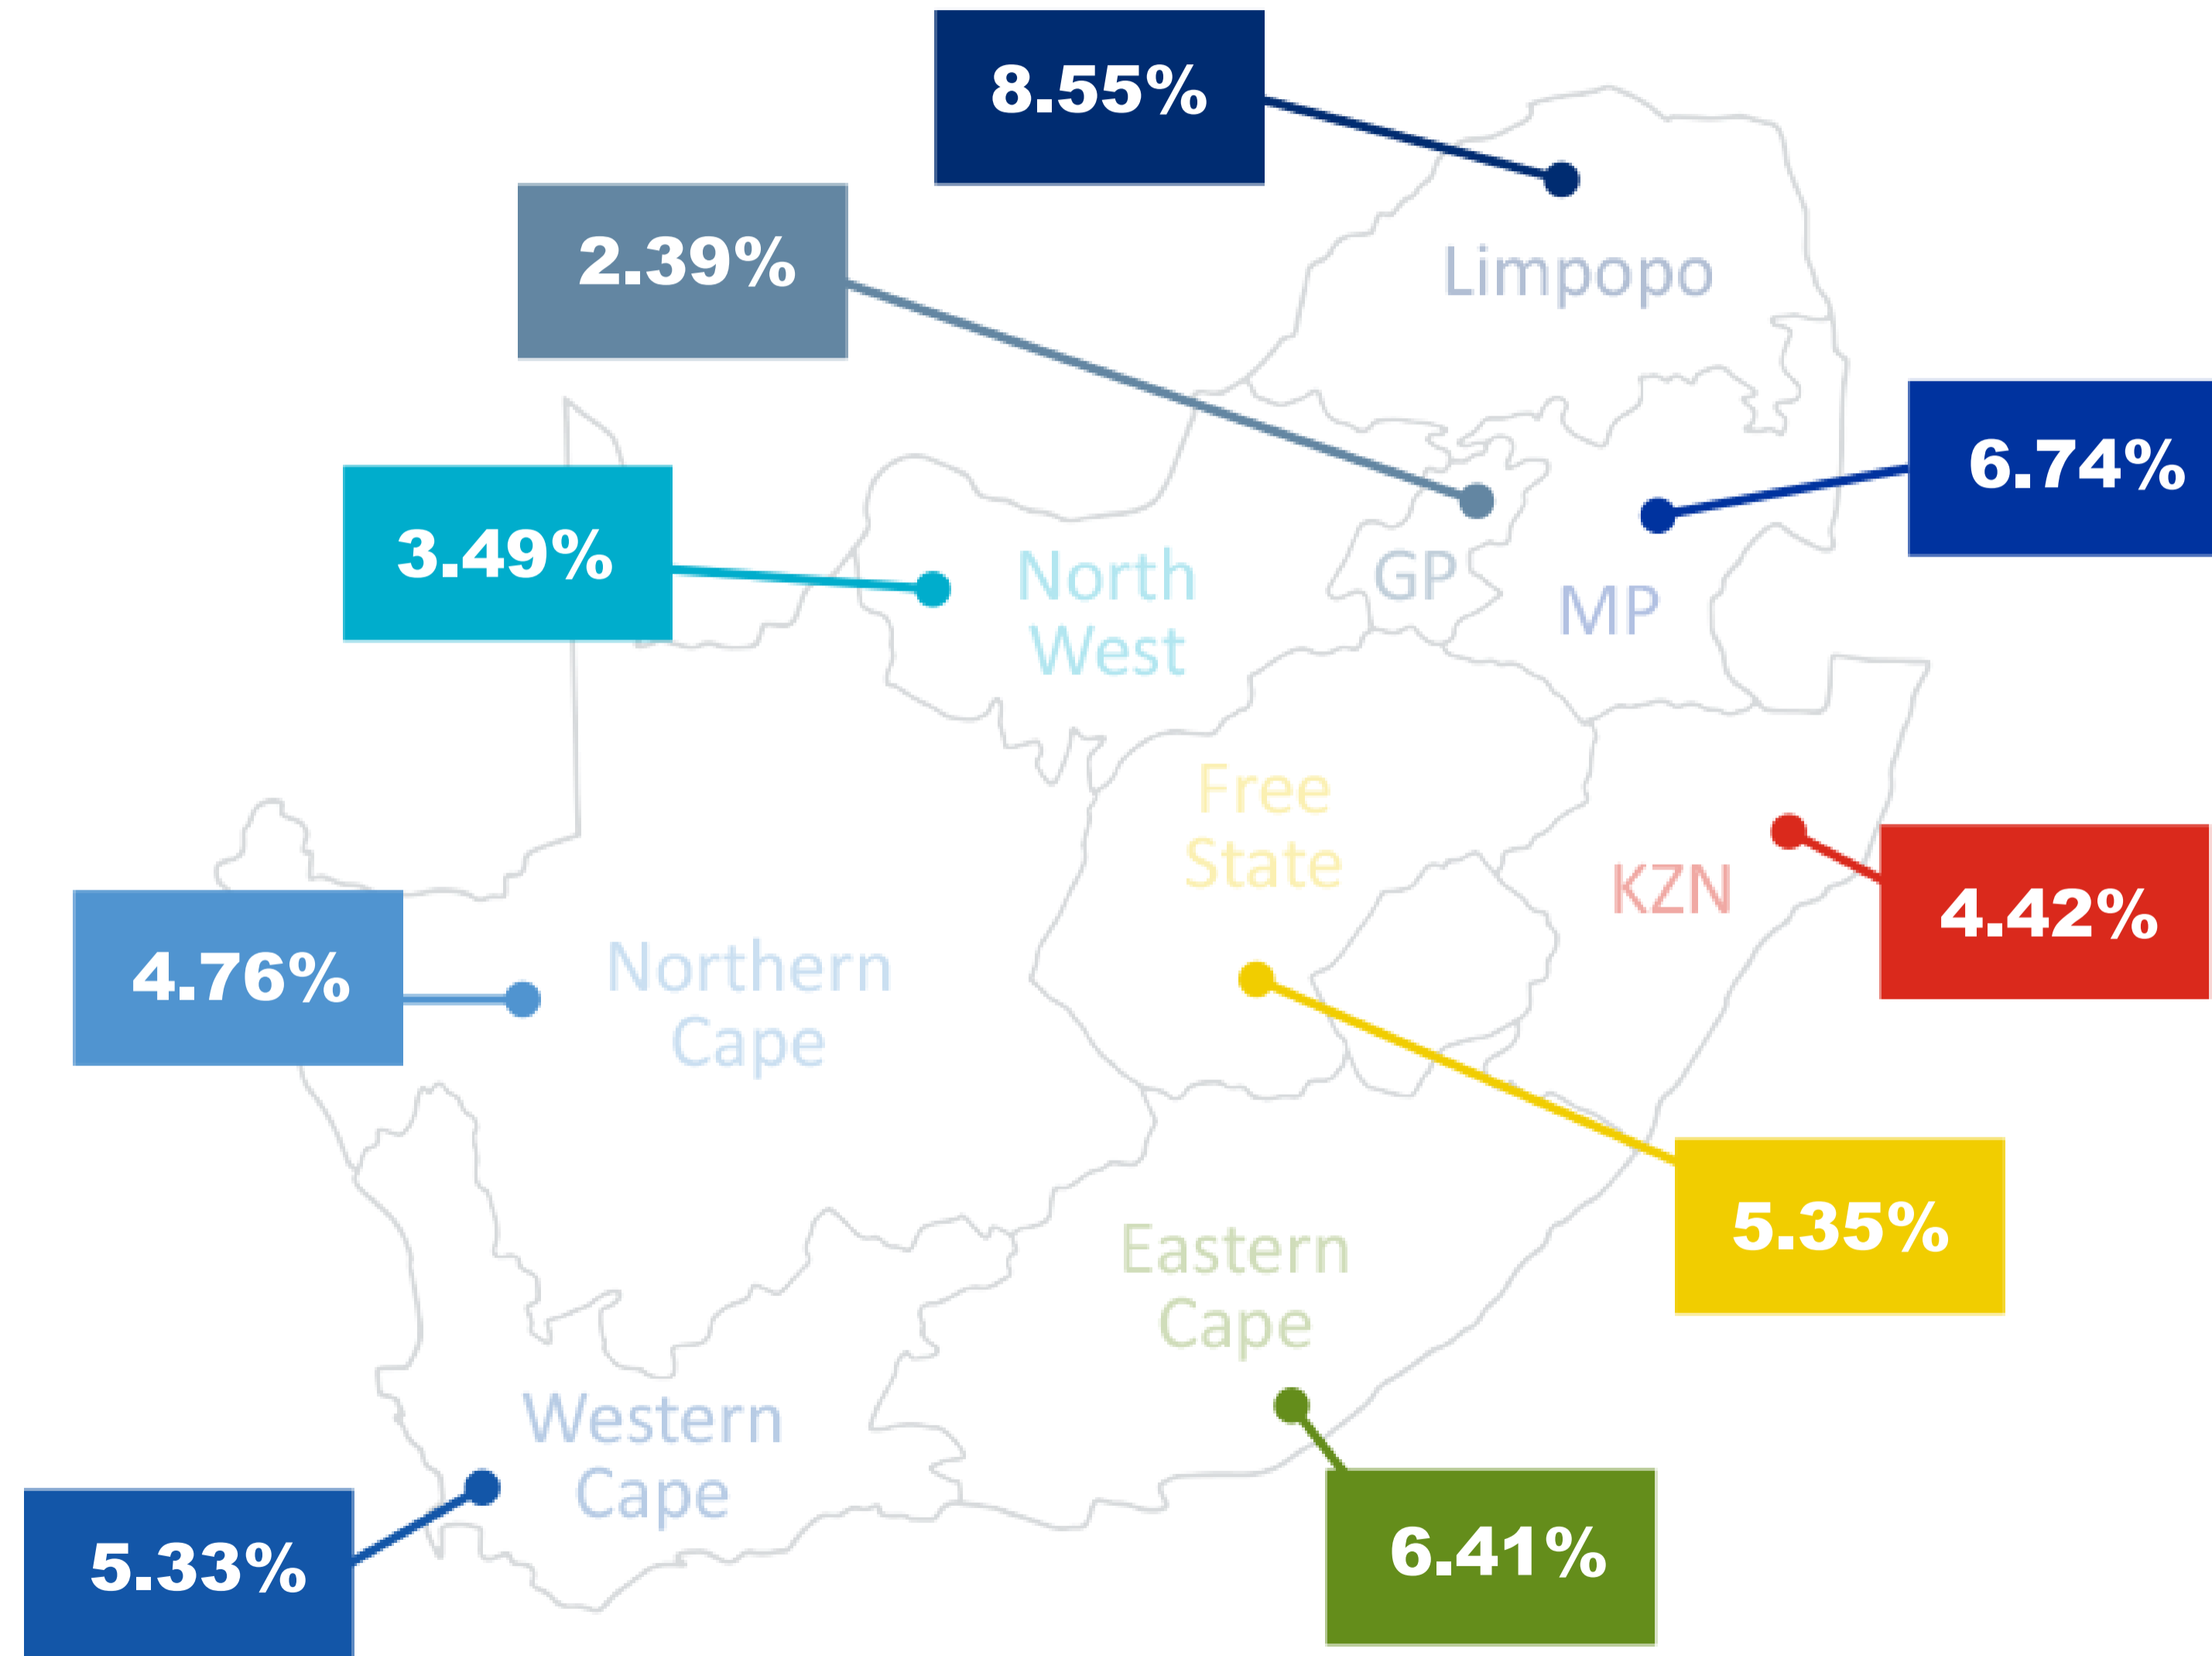 8.55%
2.39%
Limpopo
6.74%
3.49%
North
West
GP
MP
Free
State
KZN
4.42%
4.76%
Northern
Cape
5.35%
Eastern
Cape
Western
Cape
5.33%
6.41%